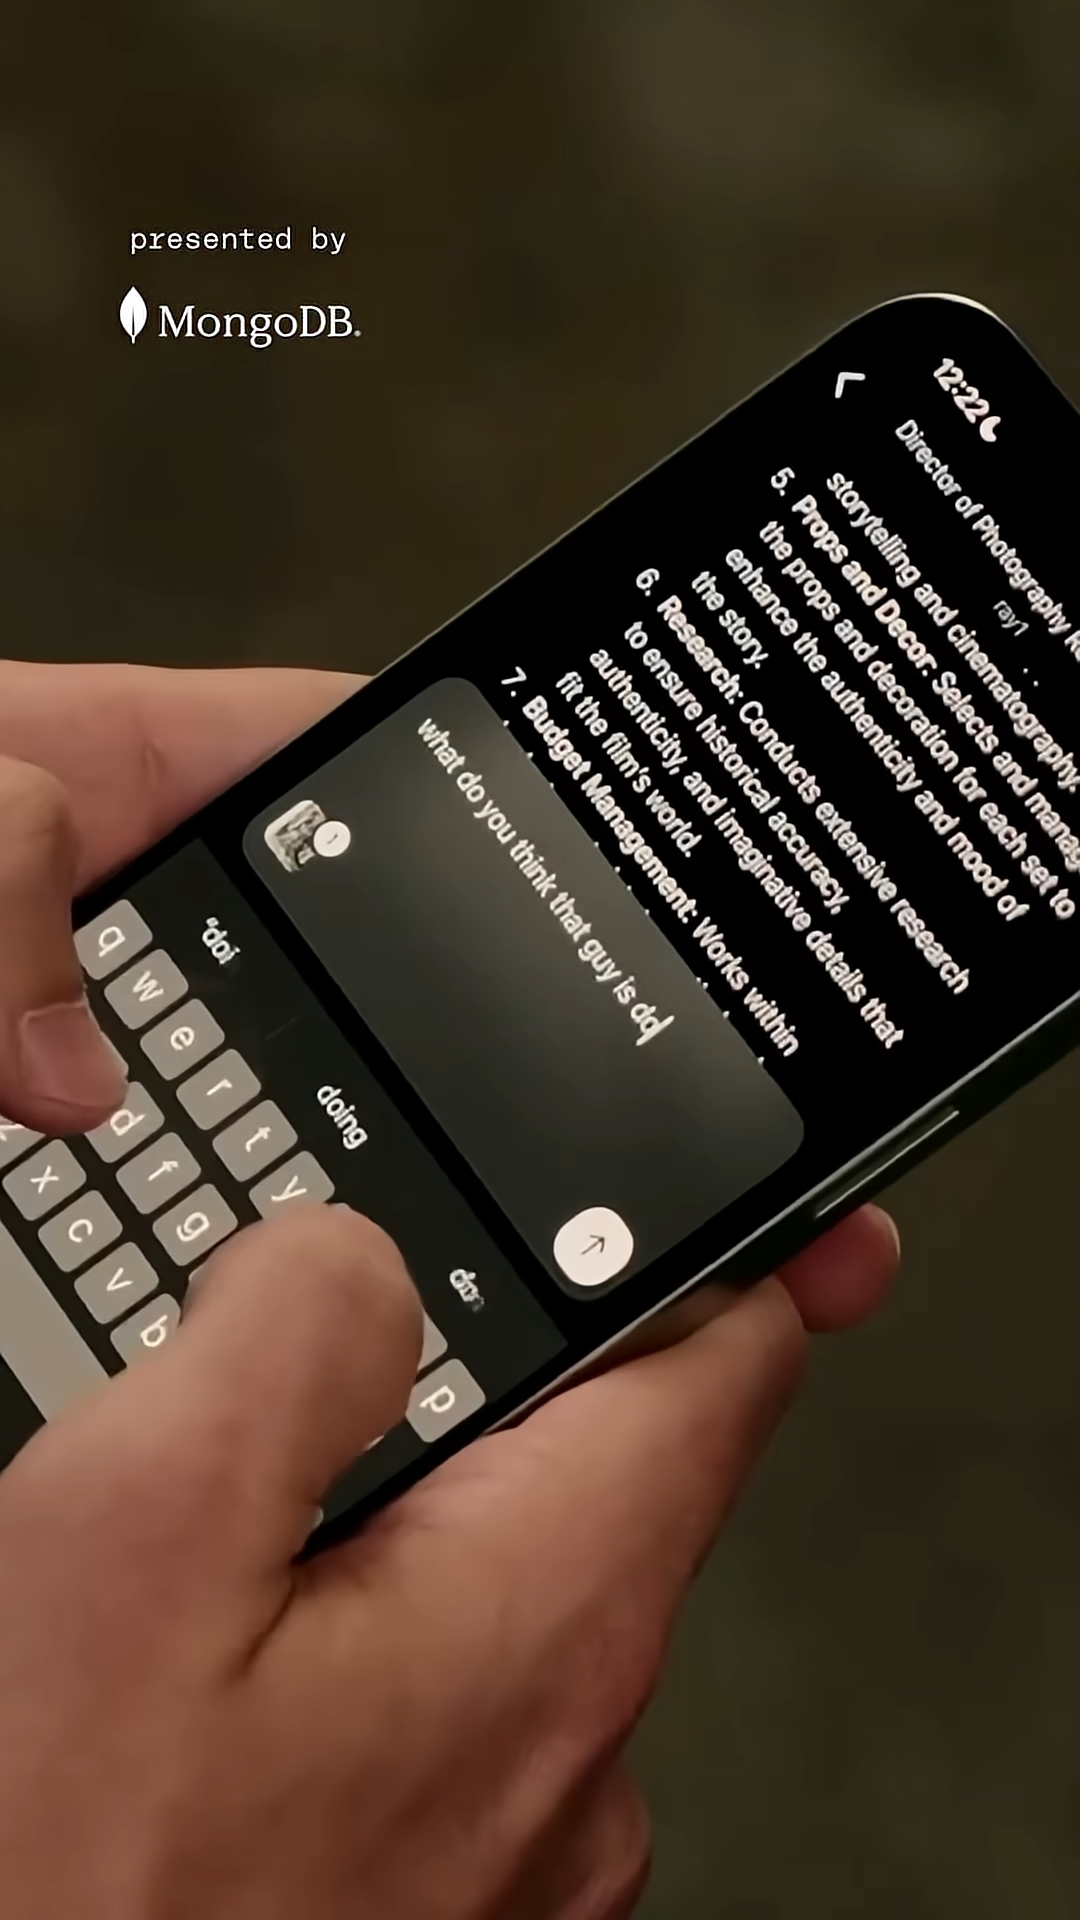 presented by
MongoDB.
12:22
Director of Photography
ray1
storytelling and cinematography.
5. Props and Decor: Selects and manag
the props and decoration for each set to
enhance the authenticity and mood of
the story.
6. Research: Conducts extensive research
to ensure historical accuracy,
authenticity, and imaginative details that
fit the film's world.
7. Budget Management: Works within
what do you think that guy is do
1
"doi
doing
q w e r t y p
d f g
x c v b